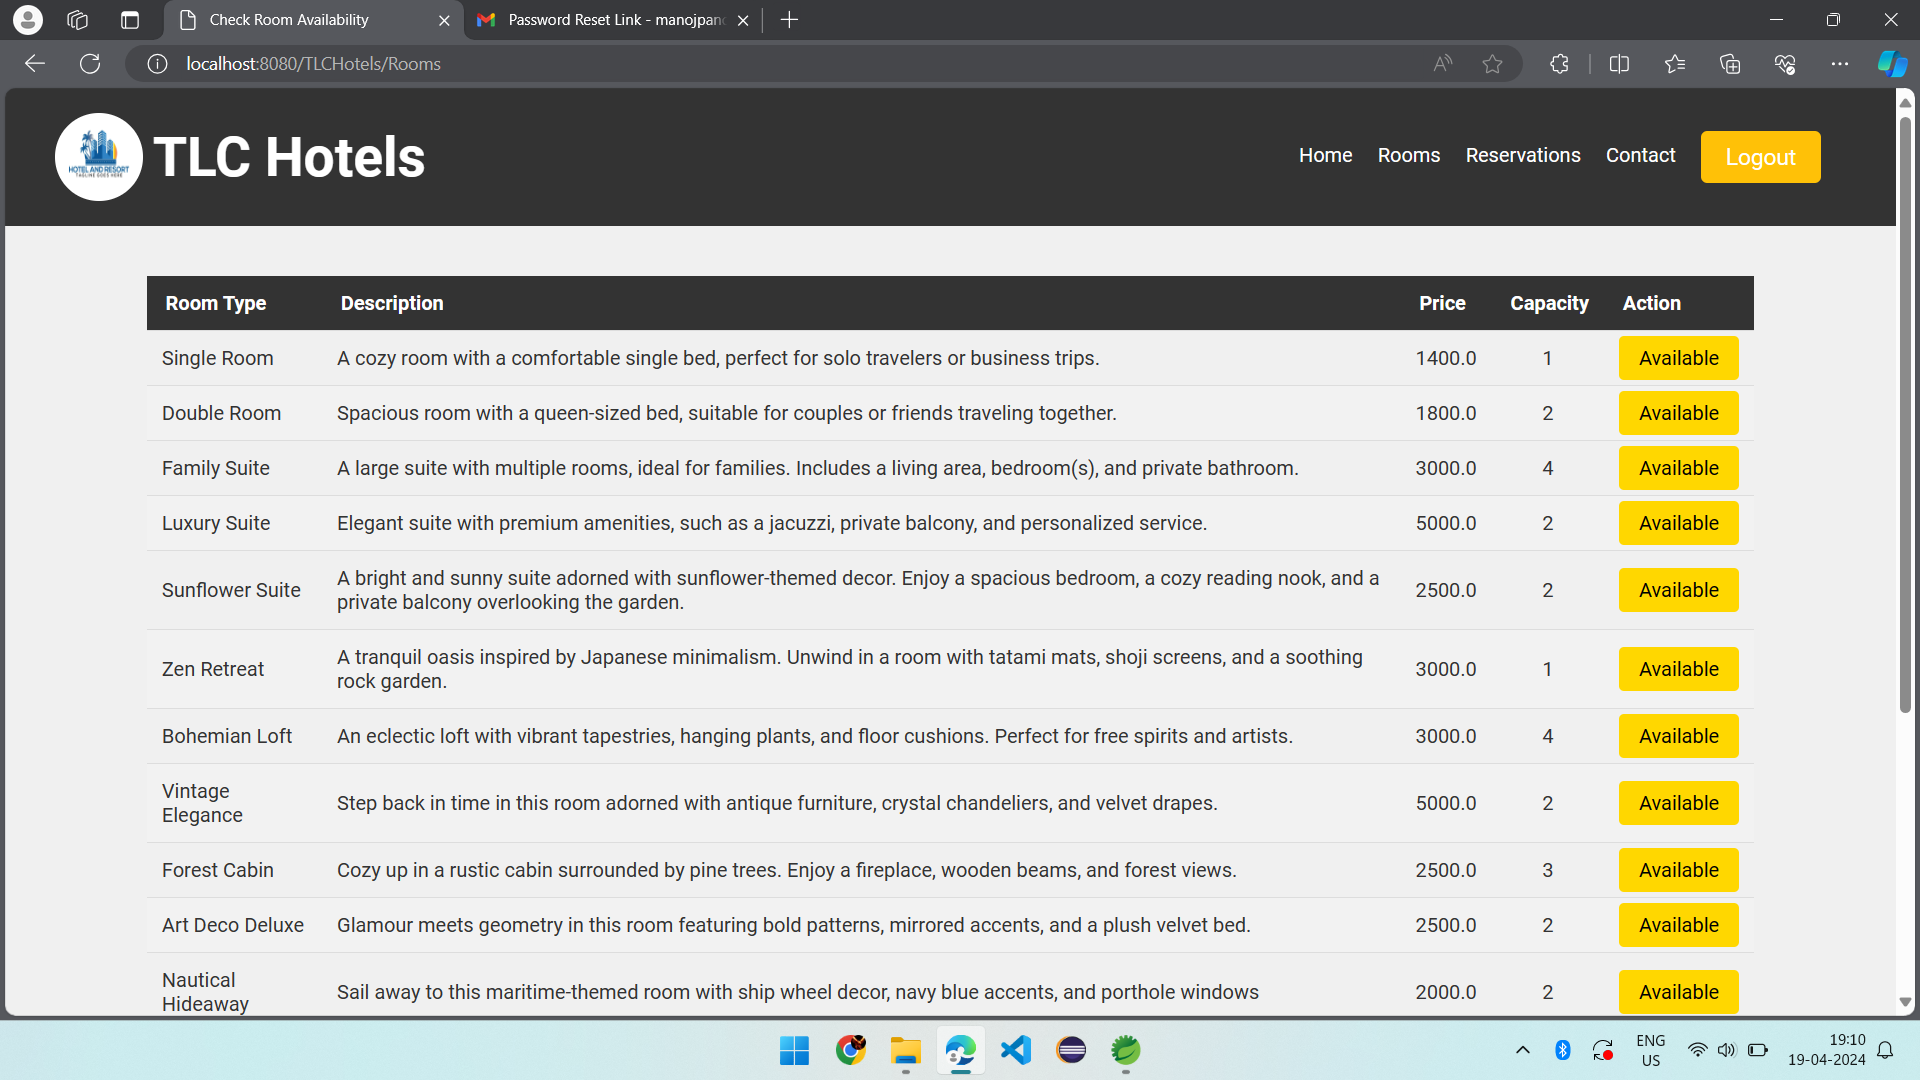 Check Room Availability
Password Reset Link - manojpan
localhost:8080/TLCHotels/Rooms
HOTEL AND RESORT
TAGLINE GOES HERE
TLC Hotels
Home Rooms Reservations Contact Logout
Room Type Description Price Capacity Action
Single Room A cozy room with a comfortable single bed, perfect for solo travelers or business trips. 1400.0 1 Available
Double Room Spacious room with a queen-sized bed, suitable for couples or friends traveling together. 1800.0 2 Available
Family Suite A large suite with multiple rooms, ideal for families. Includes a living area, bedroom(s), and private bathroom. 3000.0 4 Available
Luxury Suite Elegant suite with premium amenities, such as a jacuzzi, private balcony, and personalized service. 5000.0 2 Available
Sunflower Suite A bright and sunny suite adorned with sunflower-themed decor. Enjoy a spacious bedroom, a cozy reading nook, and a
private balcony overlooking the garden. 2500.0 2 Available
Zen Retreat A tranquil oasis inspired by Japanese minimalism. Unwind in a room with tatami mats, shoji screens, and a soothing
rock garden. 3000.0 1 Available
Bohemian Loft An eclectic loft with vibrant tapestries, hanging plants, and floor cushions. Perfect for free spirits and artists. 3000.0 4 Available
Vintage
Elegance Step back in time in this room adorned with antique furniture, crystal chandeliers, and velvet drapes. 5000.0 2 Available
Forest Cabin Cozy up in a rustic cabin surrounded by pine trees. Enjoy a fireplace, wooden beams, and forest views. 2500.0 3 Available
Art Deco Deluxe Glamour meets geometry in this room featuring bold patterns, mirrored accents, and a plush velvet bed. 2500.0 2 Available
Nautical
Hideaway Sail away to this maritime-themed room with ship wheel decor, navy blue accents, and porthole windows 2000.0 2 Available
ENG
US
19:10
19-04-2024